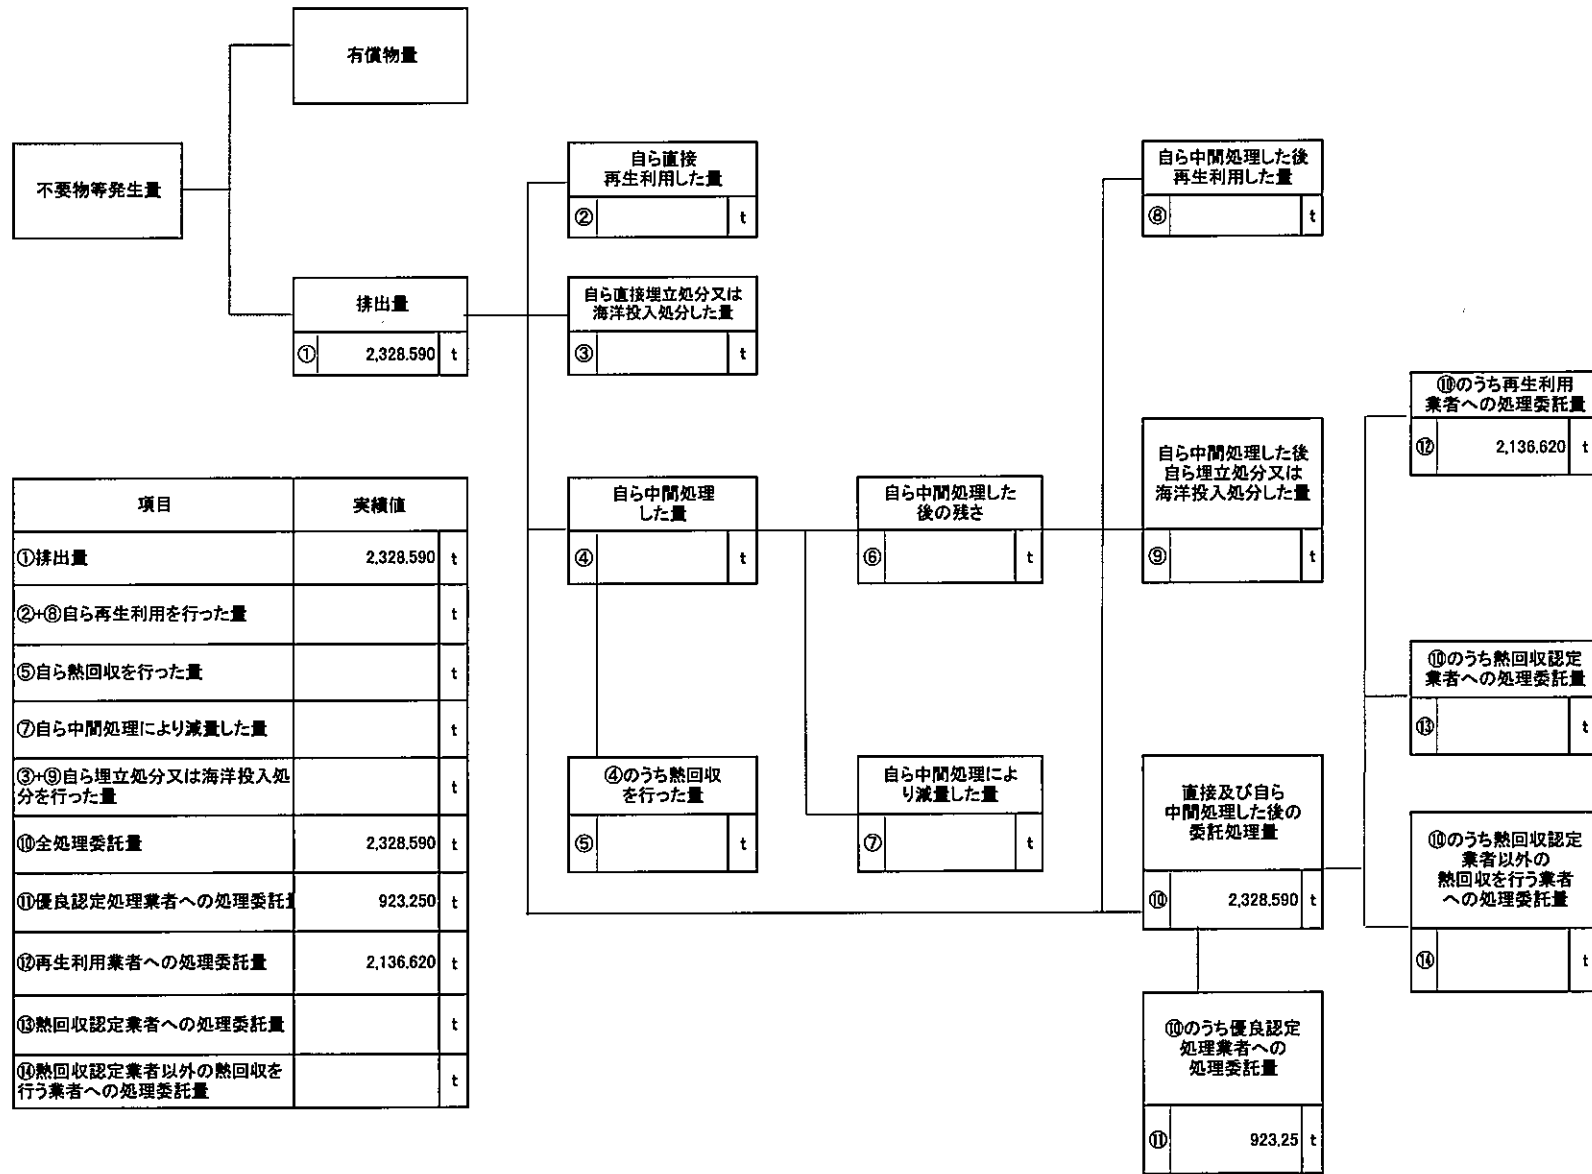 有償物量
不要物等発生量
排出量
① 2,328.590 t
自ら直接
再生利用した量
② t
自ら直接埋立処分又は
海洋投入処分した量
③ t
自ら中間処理
した量
④ t
④のうち熱回収
を行った量
⑤ t
自ら中間処理した
後の残さ
⑥ t
自ら中間処理によ
り減量した量
⑦ t
自ら中間処理した後
再生利用した量
⑧ t
自ら中間処理した後
自ら埋立処分又は
海洋投入処分した量
⑨ t
直接及び自ら
中間処理した後の
委託処理量
⑩ 2,328.590 t
⑩のうち優良認定
処理業者への
処理委託量
⑪ 923.25 t
⑩のうち再生利用
業者への処理委託量
⑫ 2,136.620 t
⑩のうち熱回収認定
業者への処理委託量
⑬ t
⑩のうち熱回収認定
業者以外の
熱回収を行う業者
への処理委託量
⑭ t
項目 実績値
①排出量 2,328.590 t
②+⑧自ら再生利用を行った量 t
⑤自ら熱回収を行った量 t
⑦自ら中間処理により減量した量 t
③+⑨自ら埋立処分又は海洋投入処
分を行った量 t
⑩全処理委託量 2,328.590 t
⑪優良認定処理業者への処理委託 923.250 t
⑫再生利用業者への処理委託量 2,136.620 t
⑬熱回収認定業者への処理委託量 t
⑭熱回収認定業者以外の熱回収を
行う業者への処理委託量 t